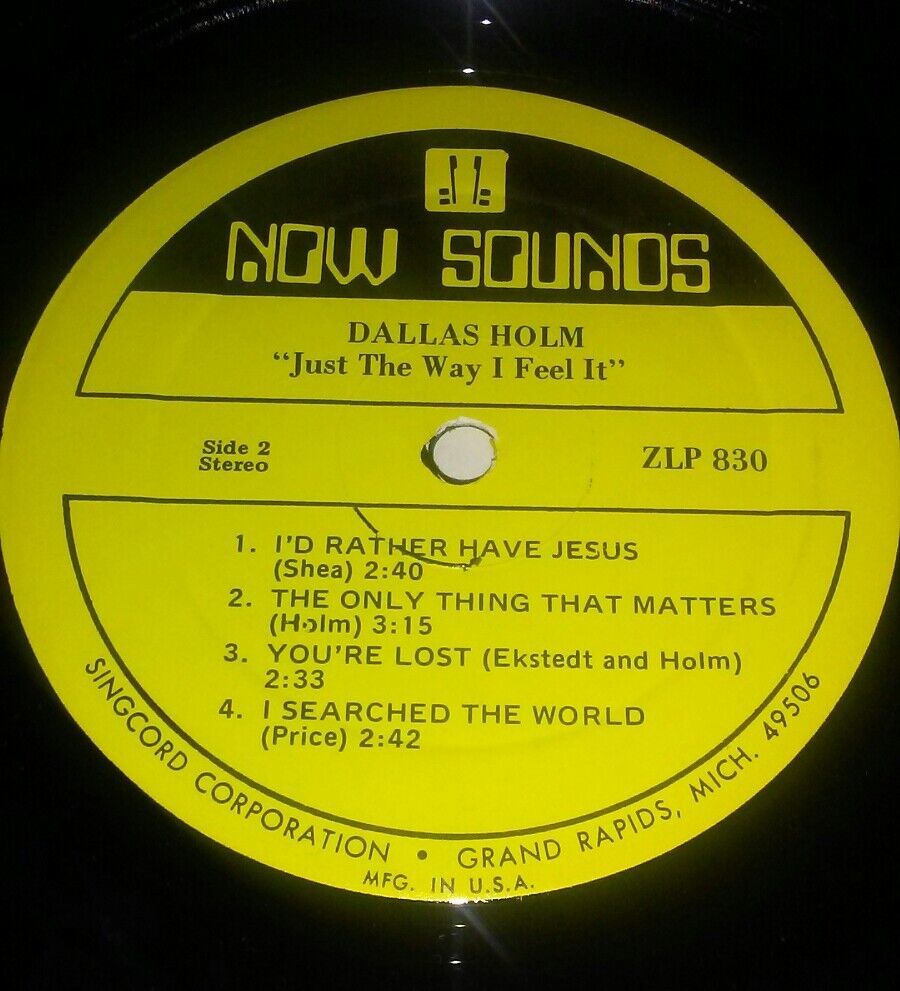 NOW SOUNDS
DALLAS HOLM
“Just The Way I Feel It”
Side 2
Stereo
ZLP 830
1. I'D RATHER HAVE JESUS
(Shea) 2:40
2. THE ONLY THING THAT MATTERS
(Holm) 3:15
3. YOU'RE LOST (Ekstedt and Holm)
2:33
4. I SEARCHED THE WORLD
(Price) 2:42
SINGCORD CORPORATION • GRAND RAPIDS, MICH. 49506
MFG. IN U.S.A.